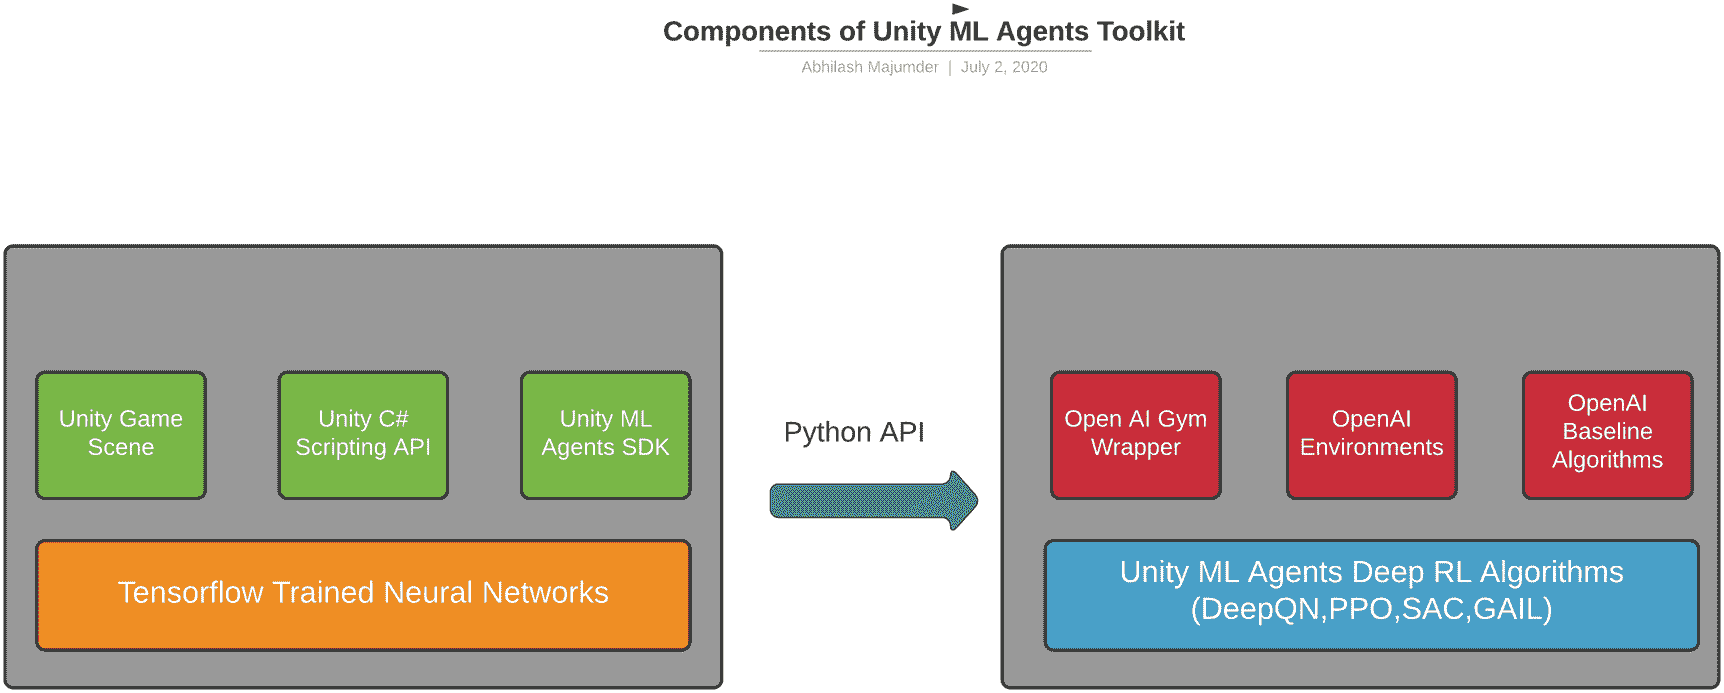 Components of Unity ML Agents Toolkit
Abhilash Majumder | July 2, 2020
Unity Game
Scene
Unity C#
Scripting API
Unity ML
Agents SDK
Tensorflow Trained Neural Networks
Python API
Open AI Gym
Wrapper
OpenAI
Environments
OpenAI
Baseline
Algorithms
Unity ML Agents Deep RL Algorithms
(DeepQN,PPO,SAC,GAIL)